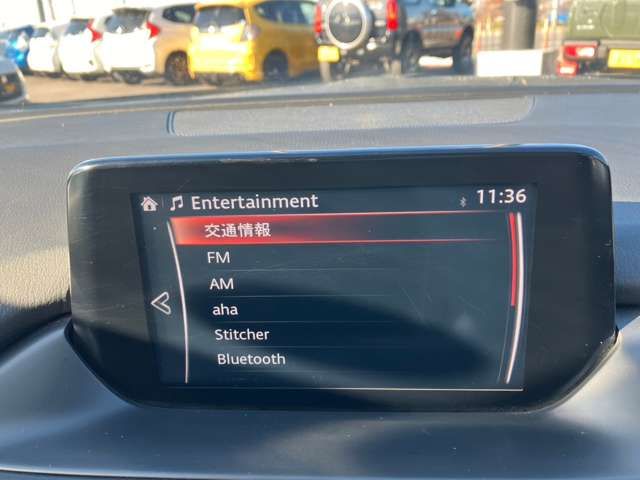 Entertainment 11:36
交通情報
FM
AM
aha
Stitcher
Bluetooth